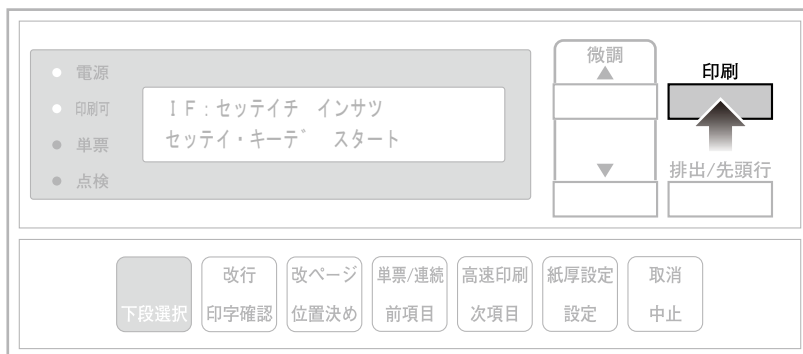 電源
印刷可
単票
点検
IF:セッテイチ インサツ
セッテイ・キーデ゛ スタート
微調
▲
▼
印刷
排出/先頭行
下段選択
改行
印字確認
改ページ
位置決め
単票/連続
前項目
高速印刷
次項目
紙厚設定
設定
取消
中止